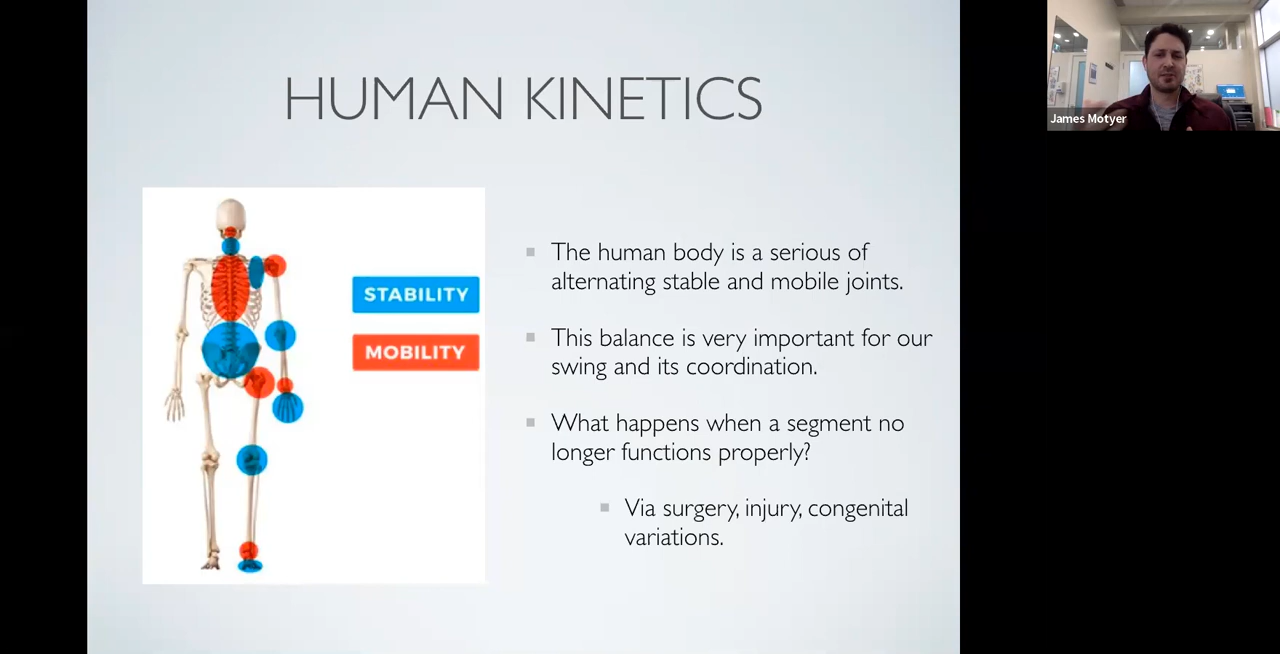 HUMAN KINETICS
James Motyer
STABILITY
MOBILITY
The human body is a serious of
alternating stable and mobile joints.
This balance is very important for our
swing and its coordination.
What happens when a segment no
longer functions properly?
Via surgery, injury, congenital
variations.